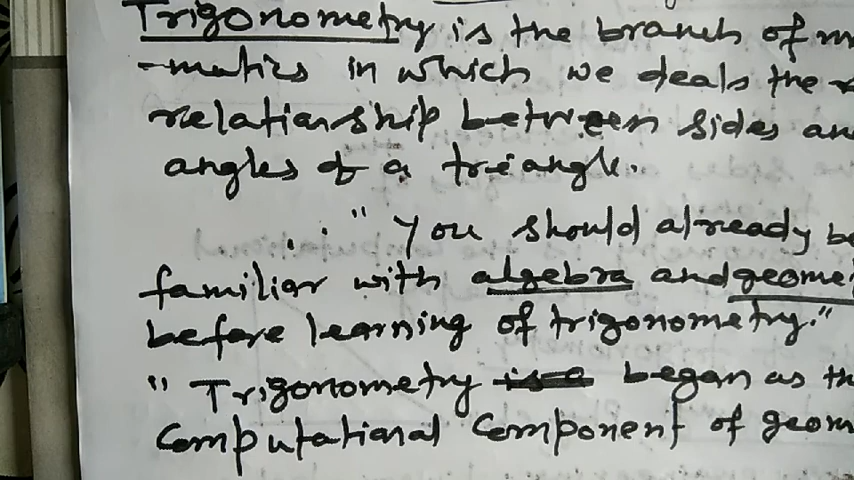 Trigonometry is the branch of m
-matics in which we deals the
relationship between sides an
angles of a triangle.
" You should already be
familiar with algebra and geome
before learning of trigonometry."
" Trigonometry is a began as th
Computational Component of geom